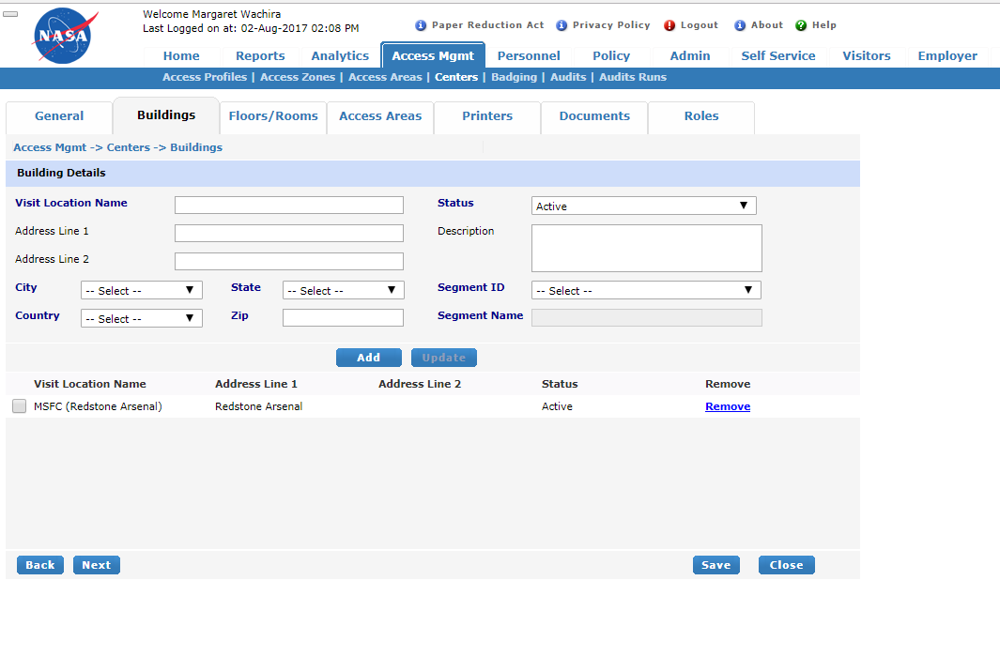 NASA
Welcome Margaret Wachira
Last Logged on at: 02-Aug-2017 02:08 PM
Paper Reduction Act Privacy Policy Logout About Help
Home Reports Analytics Access Mgmt Personnel Policy Admin Self Service Visitors Employer
Access Profiles | Access Zones | Access Areas | Centers | Badging | Audits | Audits Runs
General Buildings Floors/Rooms Access Areas Printers Documents Roles
Access Mgmt -> Centers -> Buildings
Building Details
Visit Location Name Status Active
Address Line 1 Description
Address Line 2
City -- Select -- State -- Select -- Segment ID -- Select --
Country -- Select -- Zip Segment Name
Add Update
Visit Location Name Address Line 1 Address Line 2 Status Remove
MSFC (Redstone Arsenal) Redstone Arsenal Active Remove
Back Next Save Close